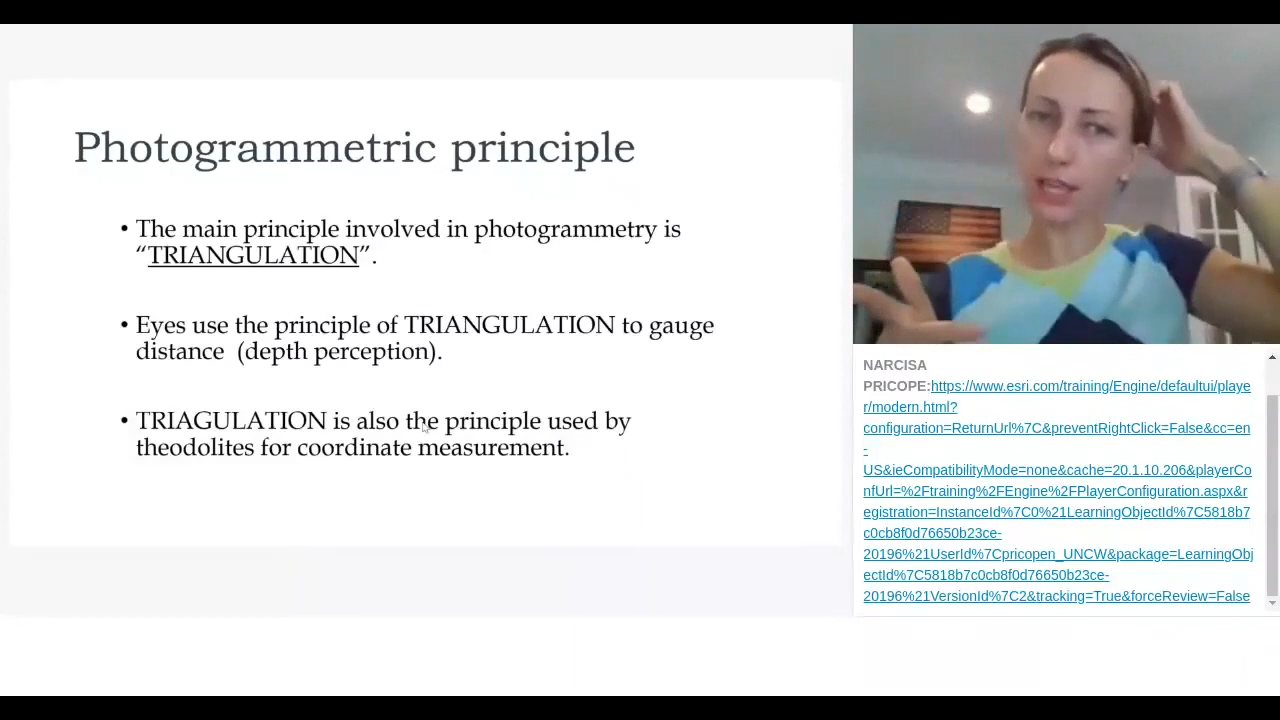 Photogrammetric principle
• The main principle involved in photogrammetry is
“TRIANGULATION”.
• Eyes use the principle of TRIANGULATION to gauge
distance (depth perception).
• TRIAGULATION is also the principle used by
theodolites for coordinate measurement.
NARCISA
PRICOPE:https://www.esri.com/training/Engine/defaultui/playe
r/modern.html?
configuration=ReturnUrl%7C&preventRightClick=False&cc=en
-
US&ieCompatibilityMode=none&cache=20.1.10.206&playerCo
nfUrl=%2Ftraining%2FEngine%2FPlayerConfiguration.aspx&r
egistration=InstanceId%7C0%21LearningObjectId%7C5818b7
c0cb8f0d76650b23ce-
20196%21UserId%7Cpricopen_UNCW&package=LearningObj
ectId%7C5818b7c0cb8f0d76650b23ce-
20196%21VersionId%7C2&tracking=True&forceReview=False